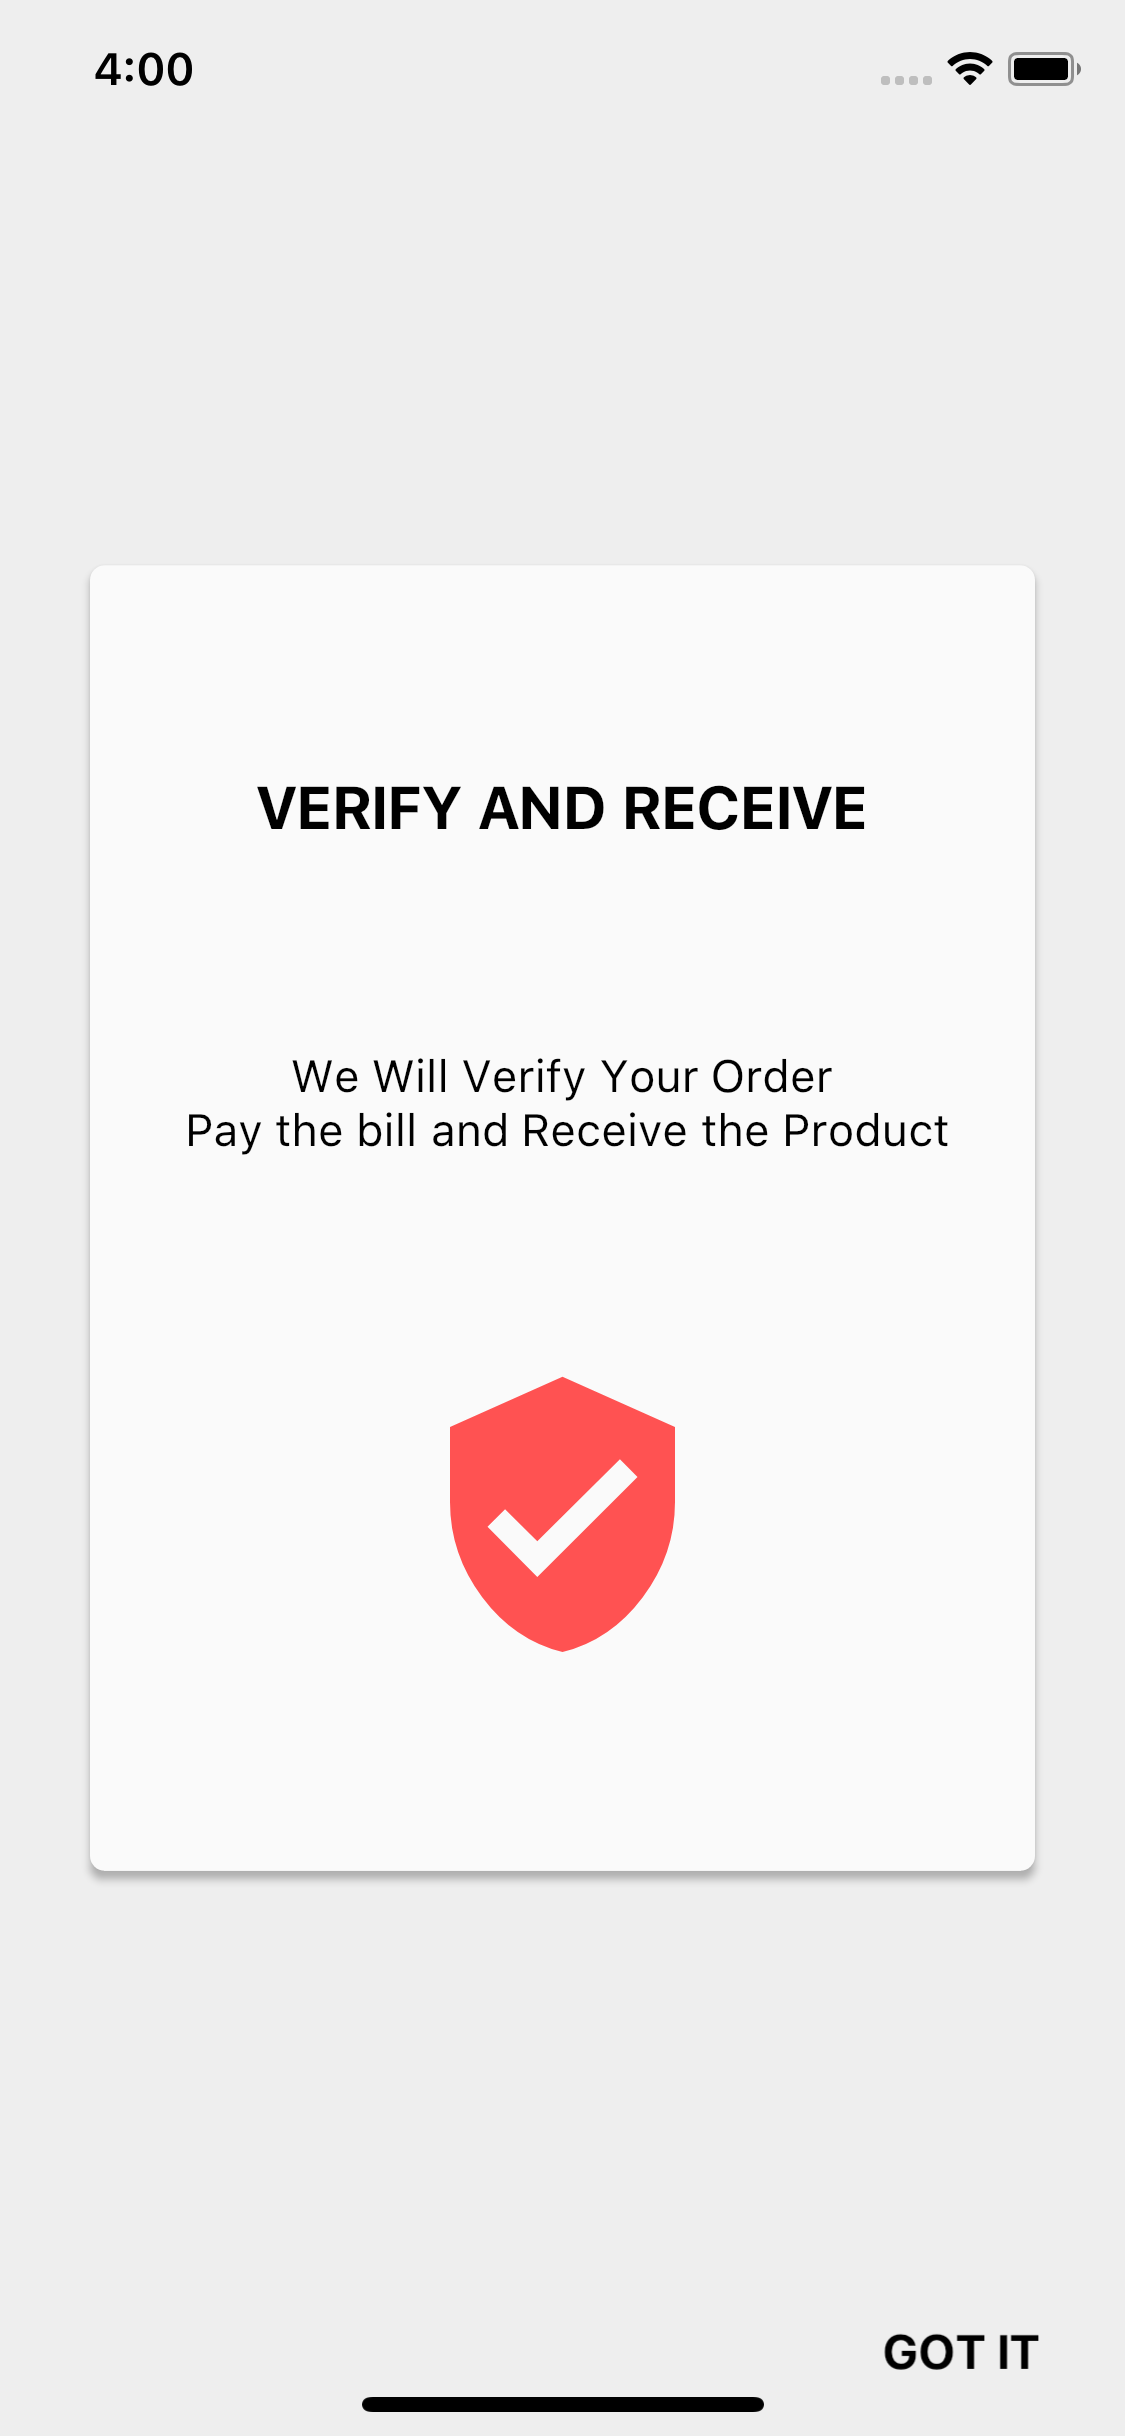 4:00
VERIFY AND RECEIVE
We Will Verify Your Order
Pay the bill and Receive the Product
GOT IT